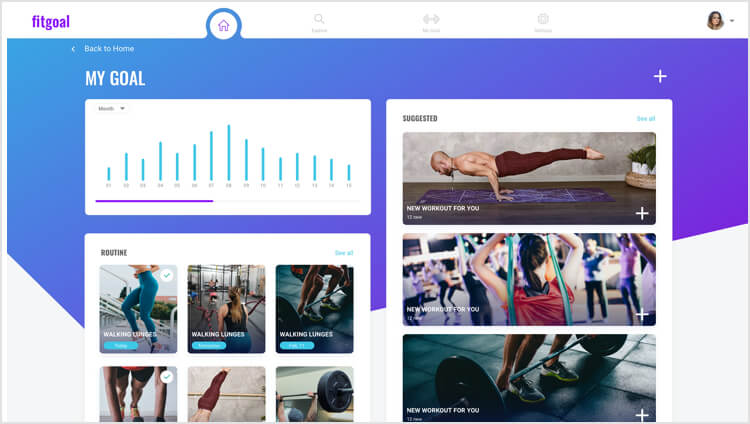 fitgoal
Explore
My Goal
Settings
Back to Home
MY GOAL
Month
01 02 03 04 05 06 07 08 09 10 11 12 13 14 15
SUGGESTED
See all
NEW WORKOUT FOR YOU
12 new
NEW WORKOUT FOR YOU
12 new
NEW WORKOUT FOR YOU
ROUTINE
See all
WALKING LUNGES
Today
WALKING LUNGES
Tomorrow
WALKING LUNGES
Feb 11